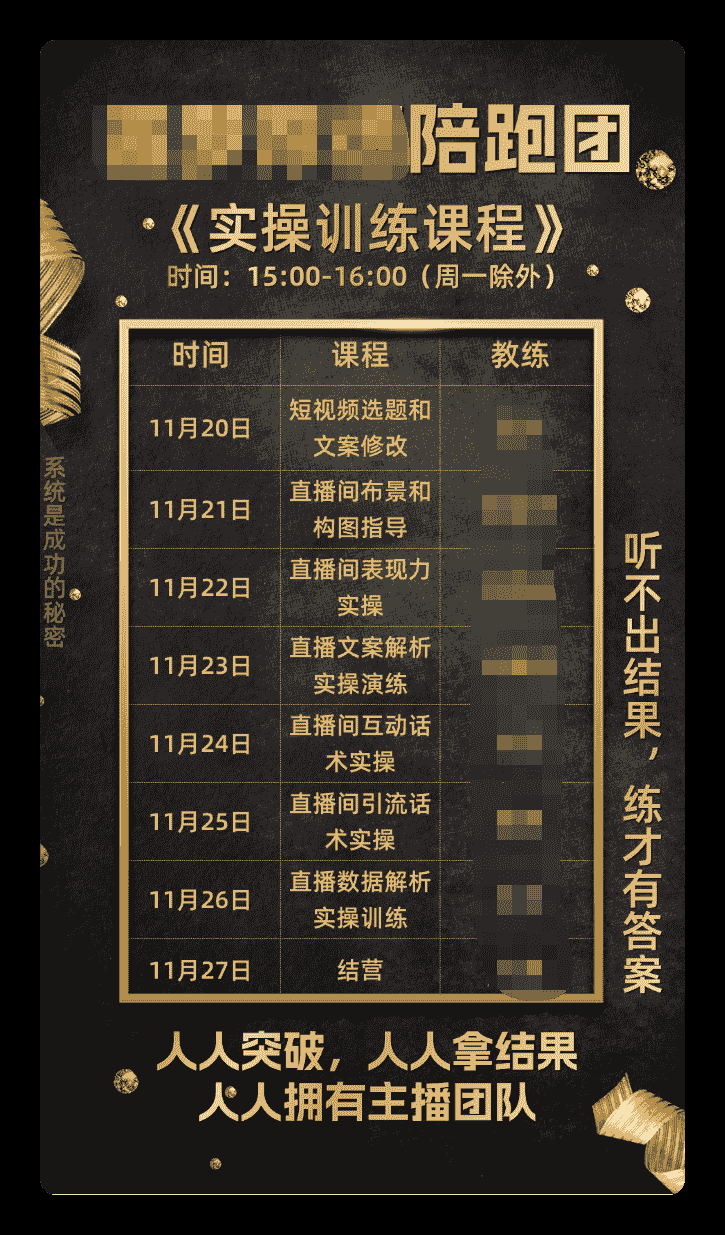 陪跑团
《实操训练课程》
时间：15:00-16:00（周一除外）
时间 课程 教练
11月20日 短视频选题和
文案修改
11月21日 直播间布景和
构图指导
11月22日 直播间表现力
实操
11月23日 直播文案解析
实操演练
11月24日 直播间互动话
术实操
11月25日 直播间引流话
术实操
11月26日 直播数据解析
实操训练
11月27日 结营
系统是成功的秘密
听不出结果，练才有答案
人人突破，人人拿结果
人人拥有主播团队